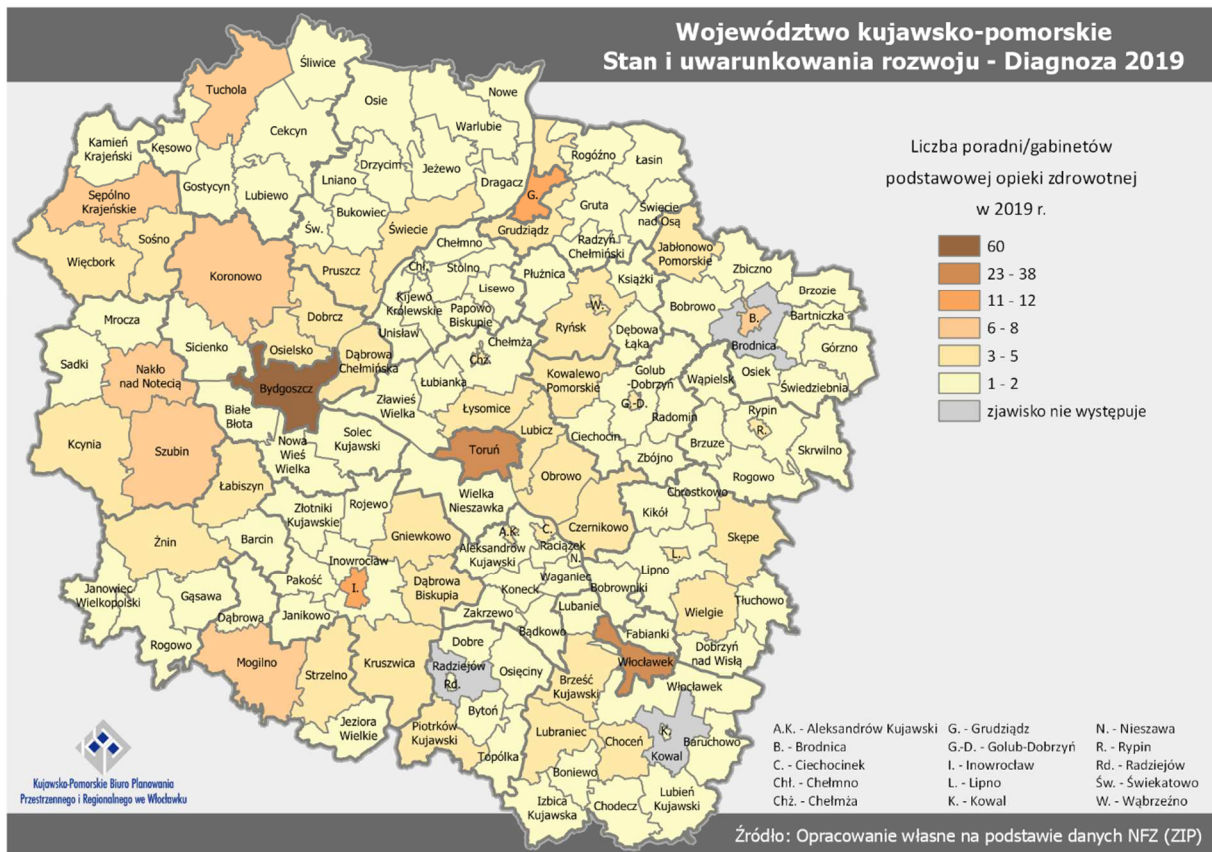 Województwo kujawsko-pomorskie
Stan i uwarunkowania rozwoju - Diagnoza 2019
Liczba poradni/gabinetów
podstawowej opieki zdrowotnej
w 2019 r.
60
23 - 38
11 - 12
6 - 8
3 - 5
1 - 2
zjawisko nie występuje
Śliwice
Tuchola
Nowe
Osie
Warlubie
Cekcyn
Kamień
Krajeński
Kęsowo
Rogóźno
Łasin
Drzycim
Jeżewo
Lniano
Dragacz
Gostycyn
Lubiewo
Sępólno
Krajeńskie
G.
Gruta
Bukowiec
Świecie
nad Osą
Św.
Świecie
Grudziądz
Sośno
Więcbork
Chełmno
Radzyń
Chełmiński
Jabłonowo
Pomorskie
Pruszcz
Koronowo
Chł.
Stolno
Płużnica
Książki
Zbiczno
Lisewo
Brzozie
Kijewo
Królewskie
Papowo
Biskupie
W.
Bobrowo
Bartniczka
Mrocza
Dobrcz
Unisław
Ryńsk
Dębowa
Łąka
B.
Brodnica
Sicienko
Osielsko
Dąbrowa
Chełmińska
Chełmża
Górzno
Sadki
Nakło
nad Notecią
Chż.
Kowalewo
Pomorskie
Golub
-Dobrzyń
Wąpielsk
Osiek
Świedziebnia
Bydgoszcz
Łubianka
Zławieś
Wielka
G.-D.
Radomin
Rypin
Białe
Błota
Łysomice
R.
Kcynia
Szubin
Nowa
Wieś
Wielka
Solec
Kujawski
Lubicz
Ciechocin
Brzuze
Skrwilno
Toruń
Zbójno
Rogowo
Łabiszyn
Obrowo
Wielka
Nieszawka
Chrostkowo
Złotniki
Kujawskie
Rojewo
Kikół
Czernikowo
Żnin
Barcin
Gniewkowo
A.K.
C.
Raciążek
Skępe
Aleksandrów
Kujawski
N.
L.
Lipno
Inowrocław
Pakość
I.
Dąbrowa
Biskupia
Waganiec
Koneck
Bobrowniki
Janowiec
Wielkopolski
Gąsawa
Janikowo
Zakrzewo
Lubanie
Wielgie
Tłuchowo
Dąbrowa
Bądkowo
Fabianki
Rogowo
Dobre
Dobrzyń
nad Wisłą
Mogilno
Strzelno
Kruszwica
Radziejów
Osięciny
Włocławek
Rd.
Brześć
Kujawski
Włocławek
Jeziora
Wielkie
Bytoń
Piotrków
Kujawski
Lubraniec
Choceń
K.
Kowal
Baruchowo
Topólka
Boniewo
Izbica
Kujawska
Chodecz
Lubień
Kujawski
A.K. - Aleksandrów Kujawski
B. - Brodnica
C. - Ciechocinek
Chł. - Chełmno
Chż. - Chełmża
G. - Grudziądz
G.-D. - Golub-Dobrzyń
I. - Inowrocław
L. - Lipno
K. - Kowal
N. - Nieszawa
R. - Rypin
Rd. - Radziejów
Św. - Świekatowo
W. - Wąbrzeźno
Kujawsko-Pomorskie Biuro Planowania
Przestrzennego i Regionalnego we Włocławku
Źródło: Opracowanie własne na podstawie danych NFZ (ZIP)